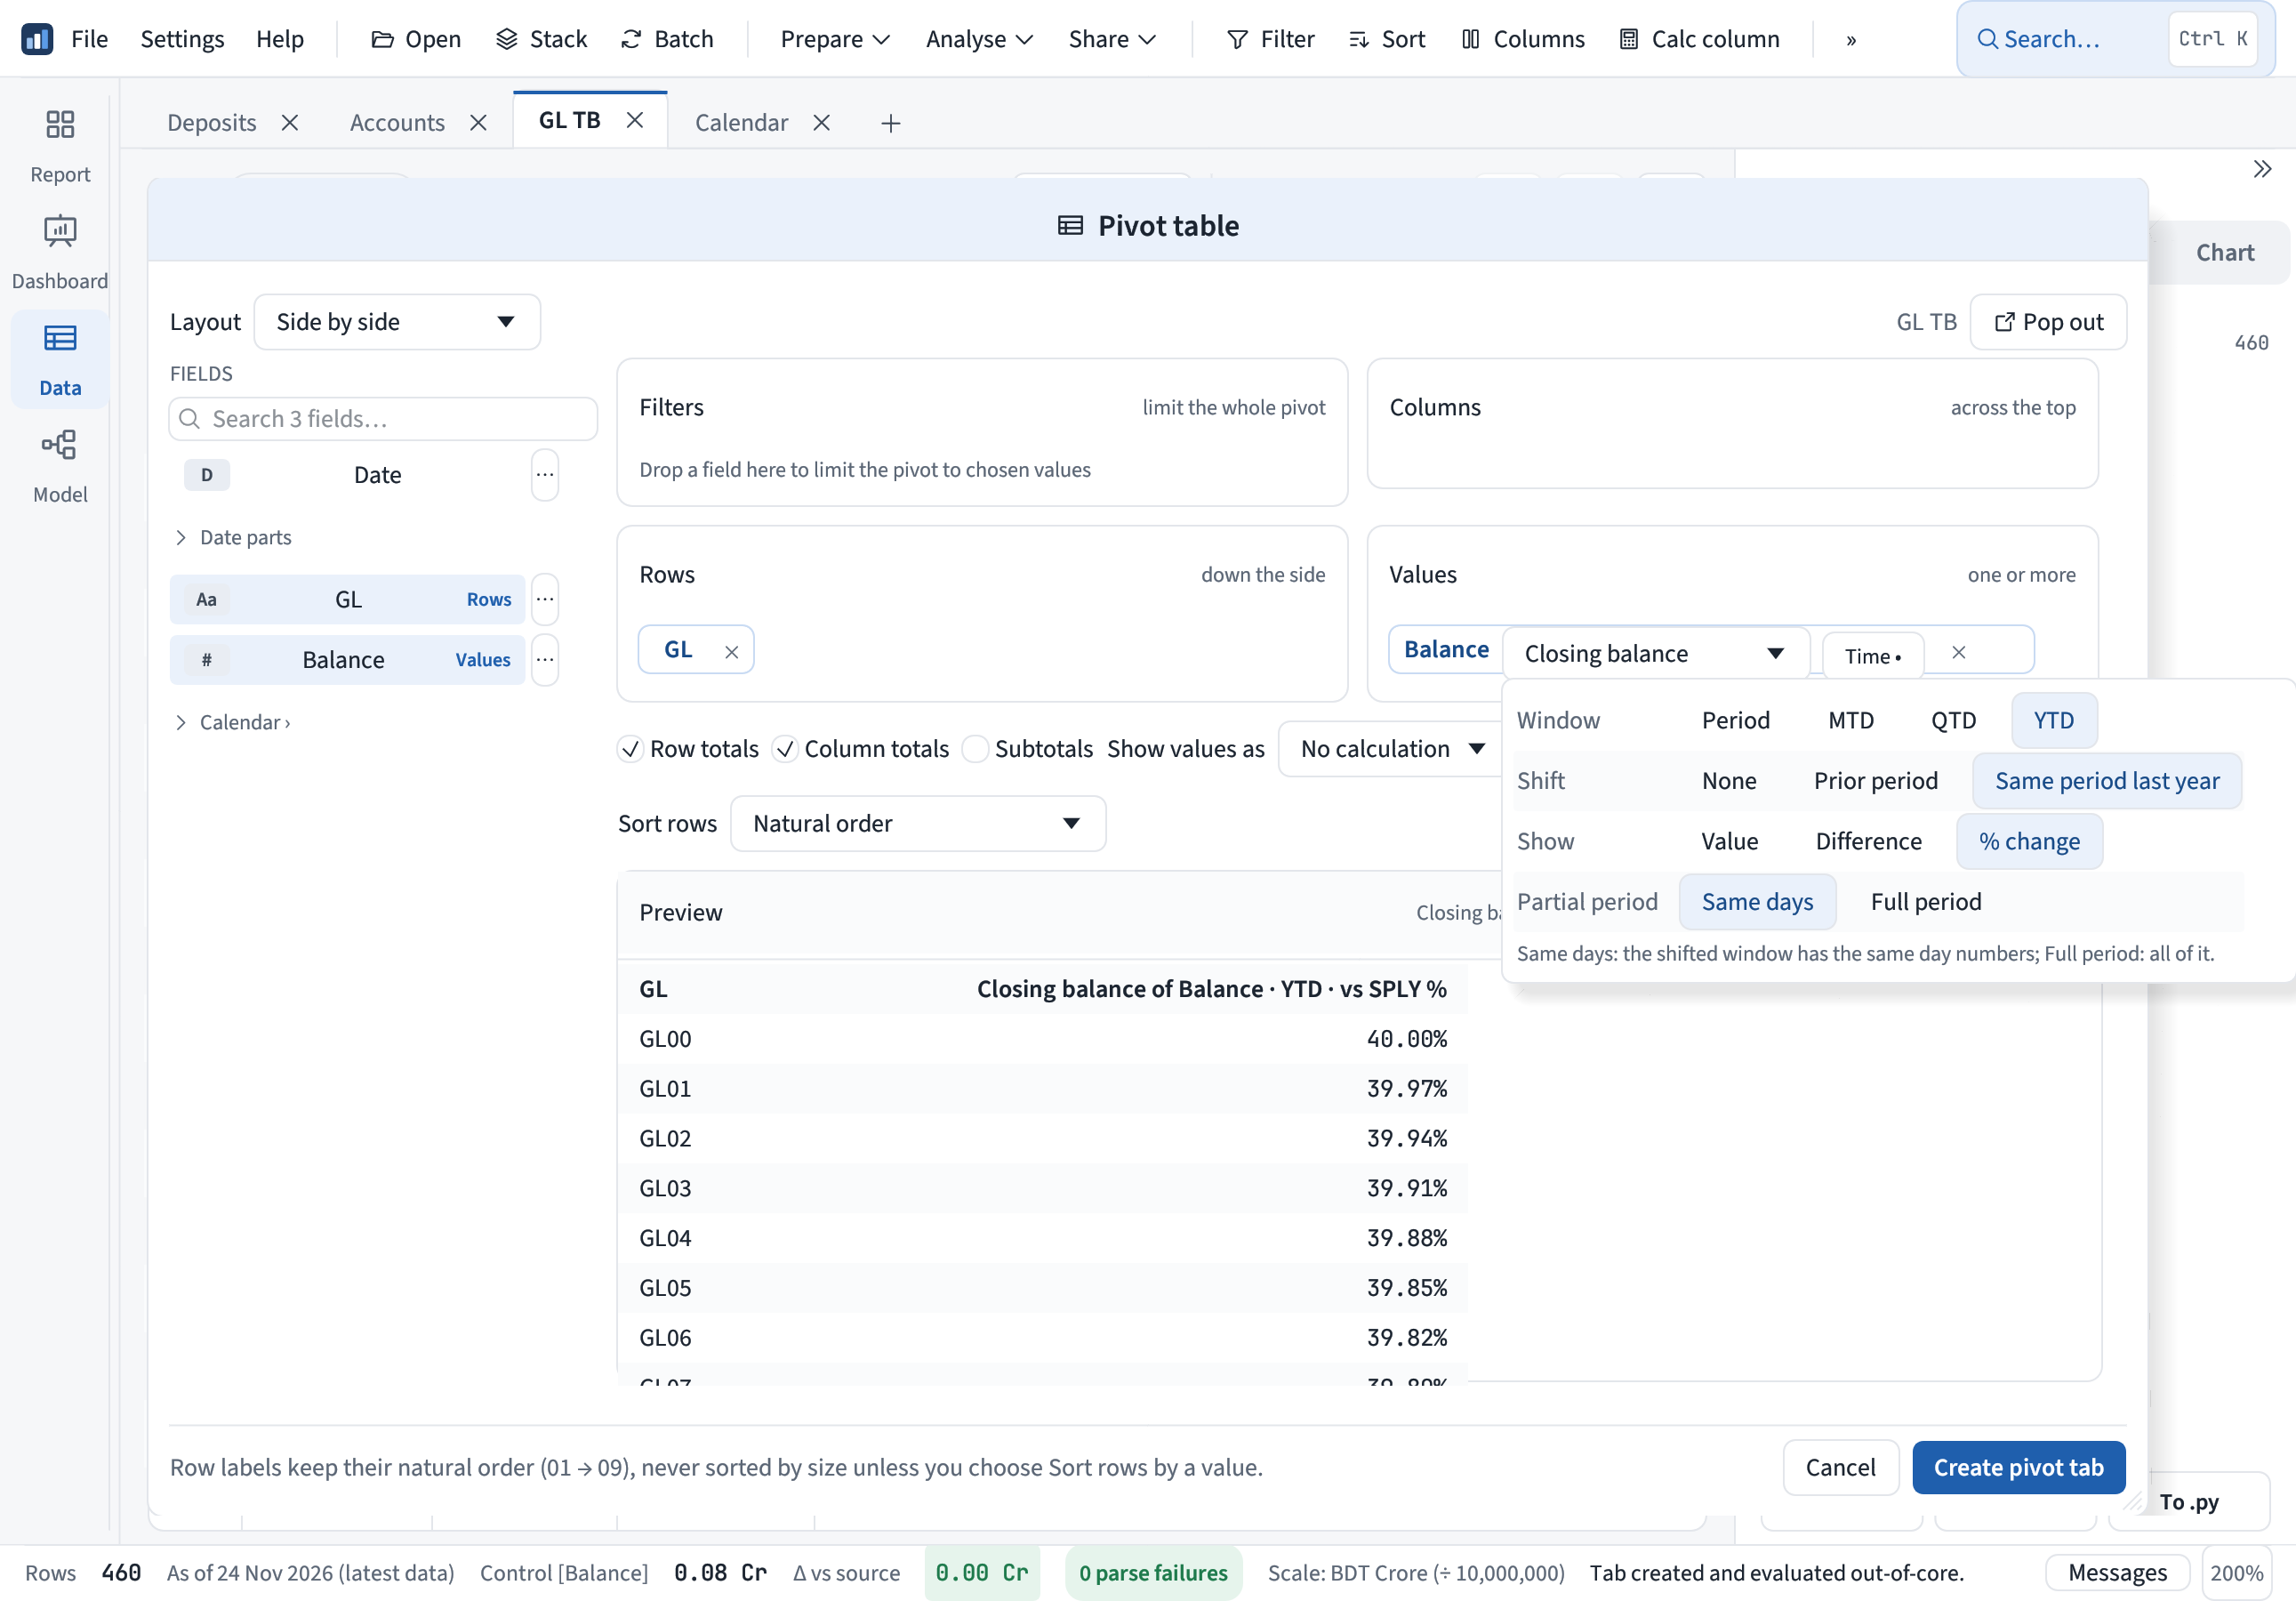 File Settings Help Open Stack Batch Prepare Analyse Share Filter Sort Columns Calc column » Search… Ctrl K
Deposits Accounts GL TB Calendar
Report
Dashboard
Data
Model
Pivot table
Chart
460
Layout Side by side GL TB Pop out
FIELDS
Search 3 fields…
D Date ...
Date parts
Aa GL Rows ...
# Balance Values ...
Calendar ›
Filters limit the whole pivot
Drop a field here to limit the pivot to chosen values
Columns across the top
Rows down the side
GL
Values one or more
Balance Closing balance Time •
Window Period MTD QTD YTD
Shift None Prior period Same period last year
Show Value Difference % change
Partial period Same days Full period
Same days: the shifted window has the same day numbers; Full period: all of it.
Row totals Column totals Subtotals Show values as No calculation
Sort rows Natural order
Preview Closing
GL Closing balance of Balance · YTD · vs SPLY %
GL00 40.00%
GL01 39.97%
GL02 39.94%
GL03 39.91%
GL04 39.88%
GL05 39.85%
GL06 39.82%
Row labels keep their natural order (01 → 09), never sorted by size unless you choose Sort rows by a value.
Cancel Create pivot tab
To .py
Rows 460 As of 24 Nov 2026 (latest data) Control [Balance] 0.08 Cr Δ vs source 0.00 Cr 0 parse failures Scale: BDT Crore (÷ 10,000,000) Tab created and evaluated out-of-core. Messages 200%